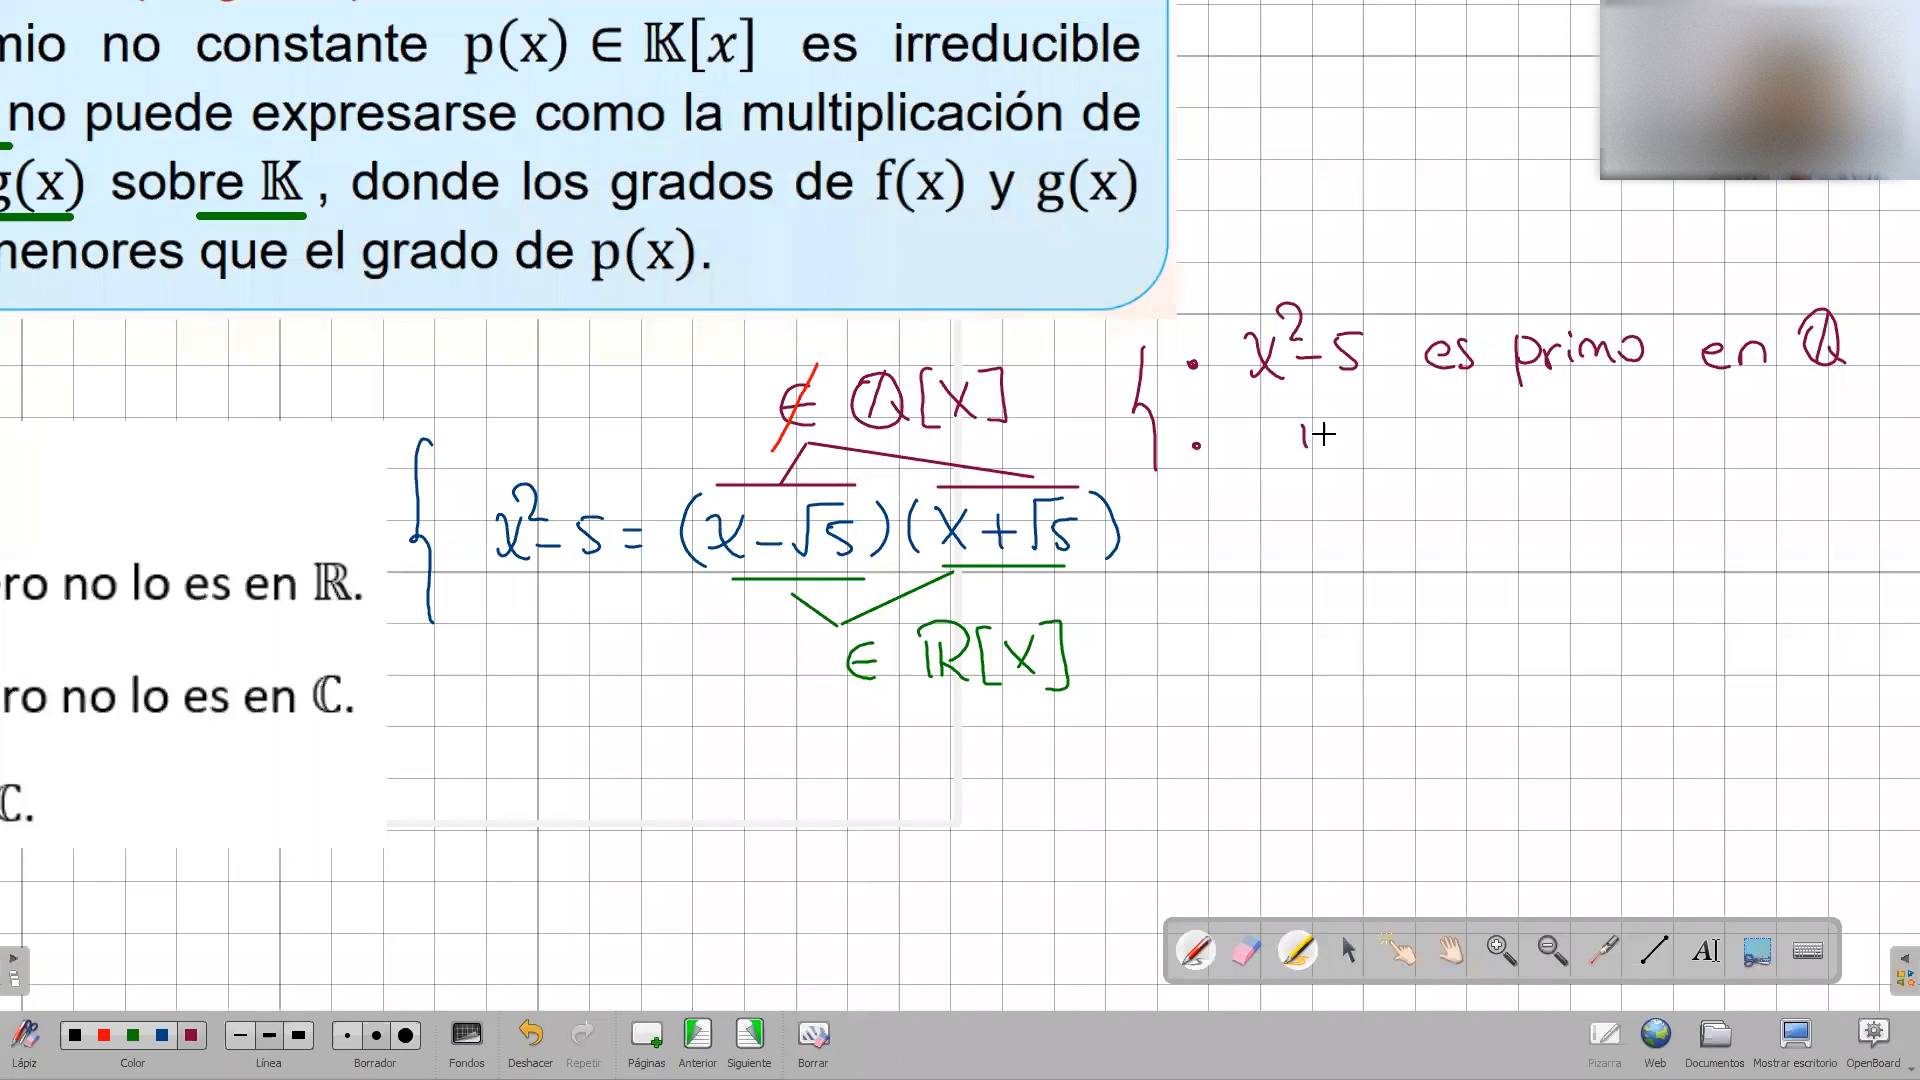 mio no constante p(x) ∈ 𝕂[x] es irreducible
no puede expresarse como la multiplicación de
g(x) sobre 𝕂 , donde los grados de f(x) y g(x)
menores que el grado de p(x).
• x²-5 es primo en ℚ
∉ ℚ[x]
• 11
x²-5 = (x-√5)(x+√5)
ro no lo es en ℝ.
∈ ℝ[x]
ro no lo es en ℂ.
ℂ.
Lápiz Color Línea Borrador Fondos Deshacer Repetir Páginas Anterior Siguiente Borrar Pizarra Web Documentos Mostrar escritorio OpenBoard